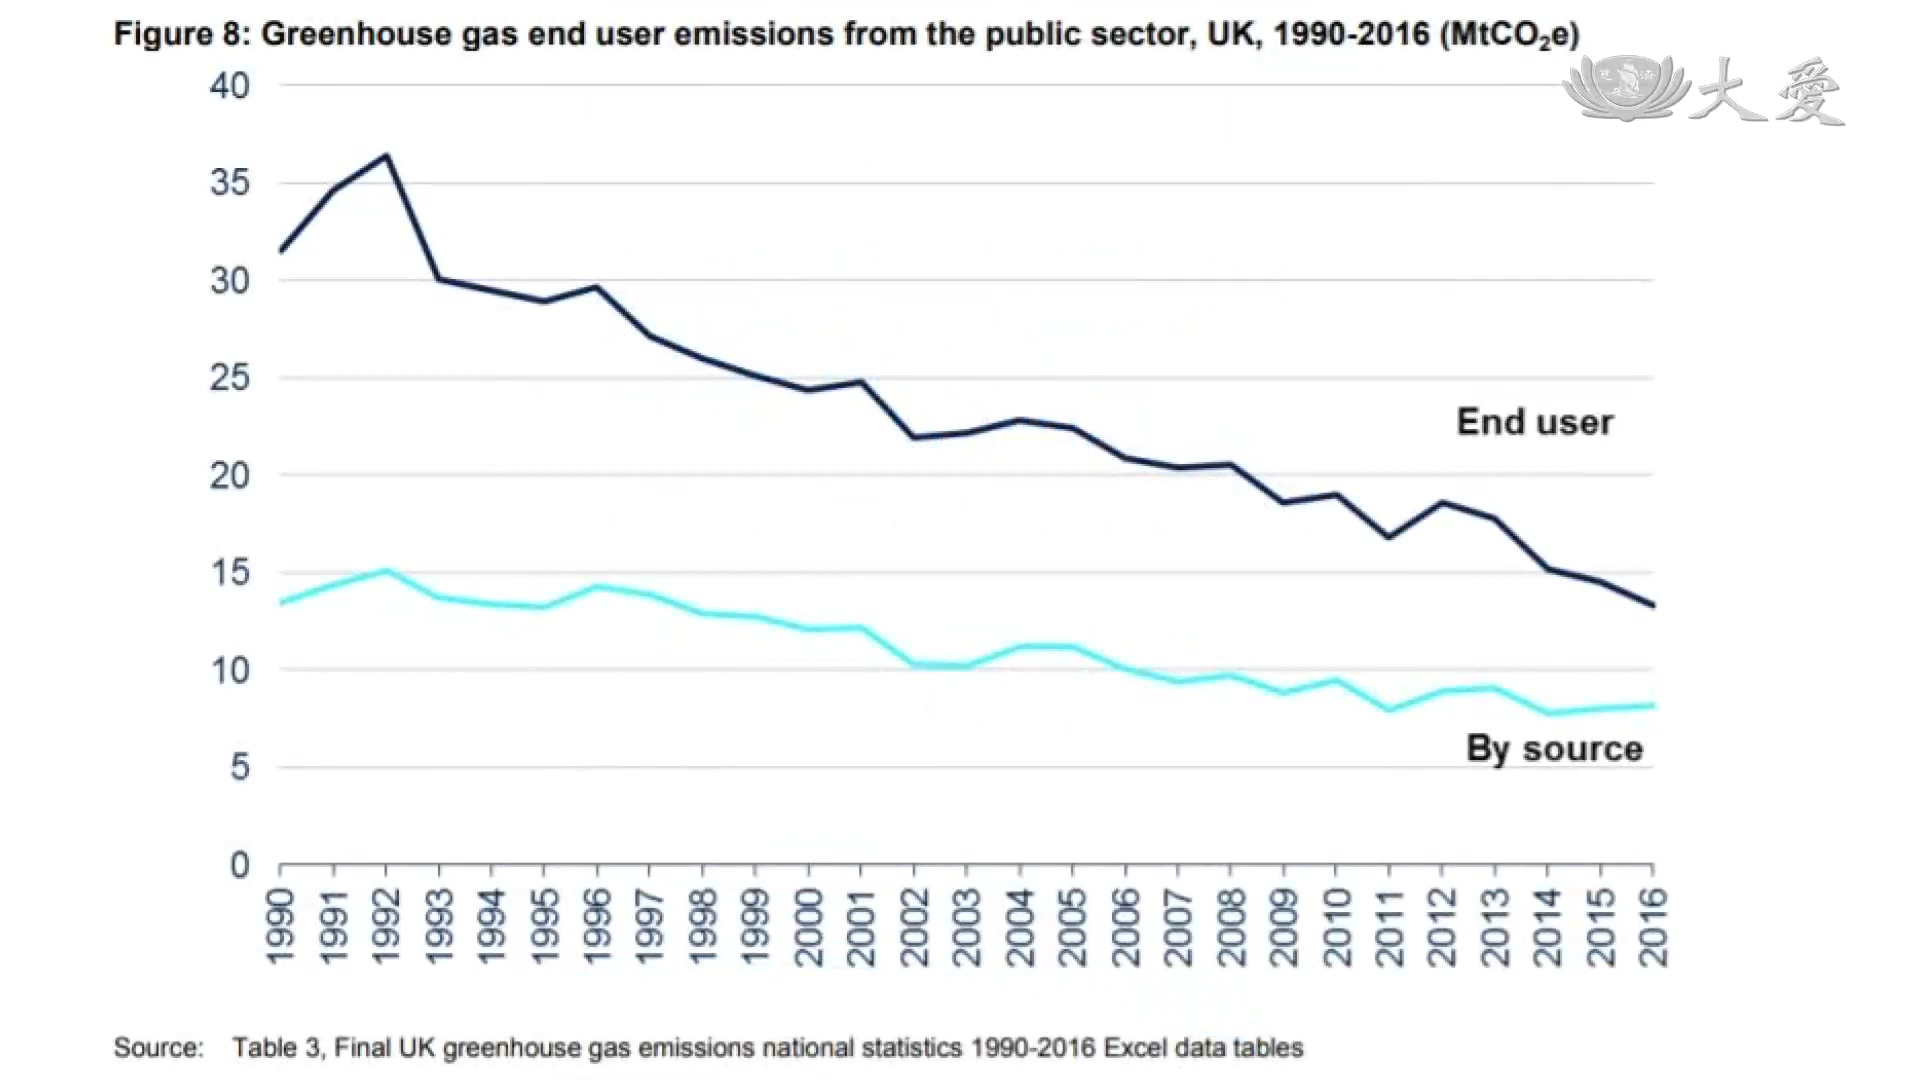 Figure 8: Greenhouse gas end user emissions from the public sector, UK, 1990-2016 (MtCO₂e)
慈濟
大愛
40
35
30
25
20
15
10
5
0
End user
By source
1990 1991 1992 1993 1994 1995 1996 1997 1998 1999 2000 2001 2002 2003 2004 2005 2006 2007 2008 2009 2010 2011 2012 2013 2014 2015 2016
Source: Table 3, Final UK greenhouse gas emissions national statistics 1990-2016 Excel data tables